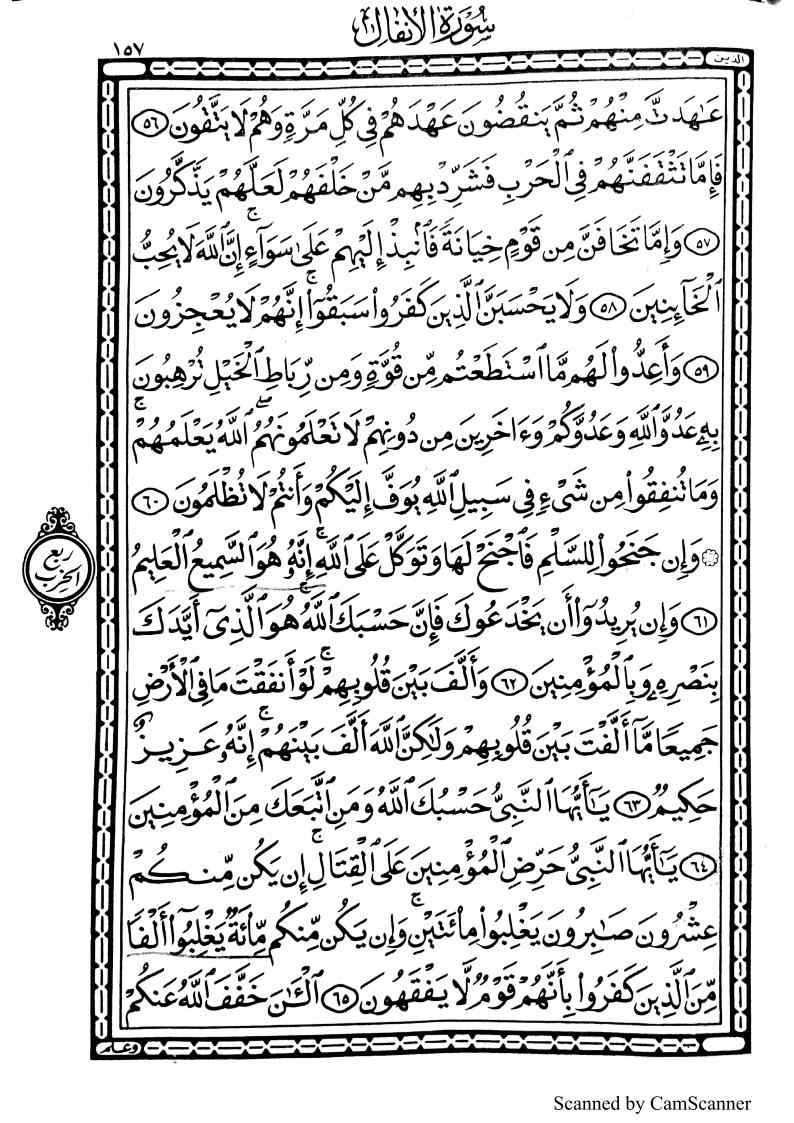 سُورَةُ الأنفال
١٥٧
الذين
عَٰهَدتَّ مِنْهُمْ ثُمَّ يَنقُضُونَ عَهْدَهُمْ فِي كُلِّ مَرَّةٍ وَهُمْ لَا يَتَّقُونَ ٥٦
فَإِمَّا تَثْقَفَنَّهُمْ فِي ٱلْحَرْبِ فَشَرِّدْ بِهِم مَّنْ خَلْفَهُمْ لَعَلَّهُمْ يَذَّكَّرُونَ
٥٧ وَإِمَّا تَخَافَنَّ مِن قَوْمٍ خِيَانَةً فَٱنۢبِذْ إِلَيْهِمْ عَلَىٰ سَوَآءٍ ۚ إِنَّ ٱللَّهَ لَا يُحِبُّ
ٱلْخَآئِنِينَ ٥٨ وَلَا يَحْسَبَنَّ ٱلَّذِينَ كَفَرُوا۟ سَبَقُوٓا۟ ۚ إِنَّهُمْ لَا يُعْجِزُونَ
٥٩ وَأَعِدُّوا۟ لَهُم مَّا ٱسْتَطَعْتُم مِّن قُوَّةٍ وَمِن رِّبَاطِ ٱلْخَيْلِ تُرْهِبُونَ
بِهِۦ عَدُوَّ ٱللَّهِ وَعَدُوَّكُمْ وَءَاخَرِينَ مِن دُونِهِمْ لَا تَعْلَمُونَهُمُ ۖ ٱللَّهُ يَعْلَمُهُمْ ۚ
وَمَا تُنفِقُوا۟ مِن شَىْءٍ فِي سَبِيلِ ٱللَّهِ يُوَفَّ إِلَيْكُمْ وَأَنتُمْ لَا تُظْلَمُونَ ٦٠
۞ وَإِن جَنَحُوا۟ لِلسَّلْمِ فَٱجْنَحْ لَهَا وَتَوَكَّلْ عَلَى ٱللَّهِ ۚ إِنَّهُۥ هُوَ ٱلسَّمِيعُ ٱلْعَلِيمُ
ربع الحزب
٦١ وَإِن يُرِيدُوٓا۟ أَن يَخْدَعُوكَ فَإِنَّ حَسْبَكَ ٱللَّهُ ۚ هُوَ ٱلَّذِىٓ أَيَّدَكَ
بِنَصْرِهِۦ وَبِٱلْمُؤْمِنِينَ ٦٢ وَأَلَّفَ بَيْنَ قُلُوبِهِمْ ۚ لَوْ أَنفَقْتَ مَا فِي ٱلْأَرْضِ
جَمِيعًا مَّآ أَلَّفْتَ بَيْنَ قُلُوبِهِمْ وَلَٰكِنَّ ٱللَّهَ أَلَّفَ بَيْنَهُمْ ۚ إِنَّهُۥ عَزِيزٌ
حَكِيمٌ ٦٣ يَٰٓأَيُّهَا ٱلنَّبِيُّ حَسْبُكَ ٱللَّهُ وَمَنِ ٱتَّبَعَكَ مِنَ ٱلْمُؤْمِنِينَ
٦٤ يَٰٓأَيُّهَا ٱلنَّبِيُّ حَرِّضِ ٱلْمُؤْمِنِينَ عَلَى ٱلْقِتَالِ ۚ إِن يَكُن مِّنكُمْ
عِشْرُونَ صَٰبِرُونَ يَغْلِبُوا۟ مِا۟ئَتَيْنِ ۚ وَإِن يَكُن مِّنكُم مِّا۟ئَةٌ يَغْلِبُوٓا۟ أَلْفًا
مِّنَ ٱلَّذِينَ كَفَرُوا۟ بِأَنَّهُمْ قَوْمٌ لَّا يَفْقَهُونَ ٦٥ ٱلْـَٰٔنَ خَفَّفَ ٱللَّهُ عَنكُمْ
وعلم
Scanned by CamScanner